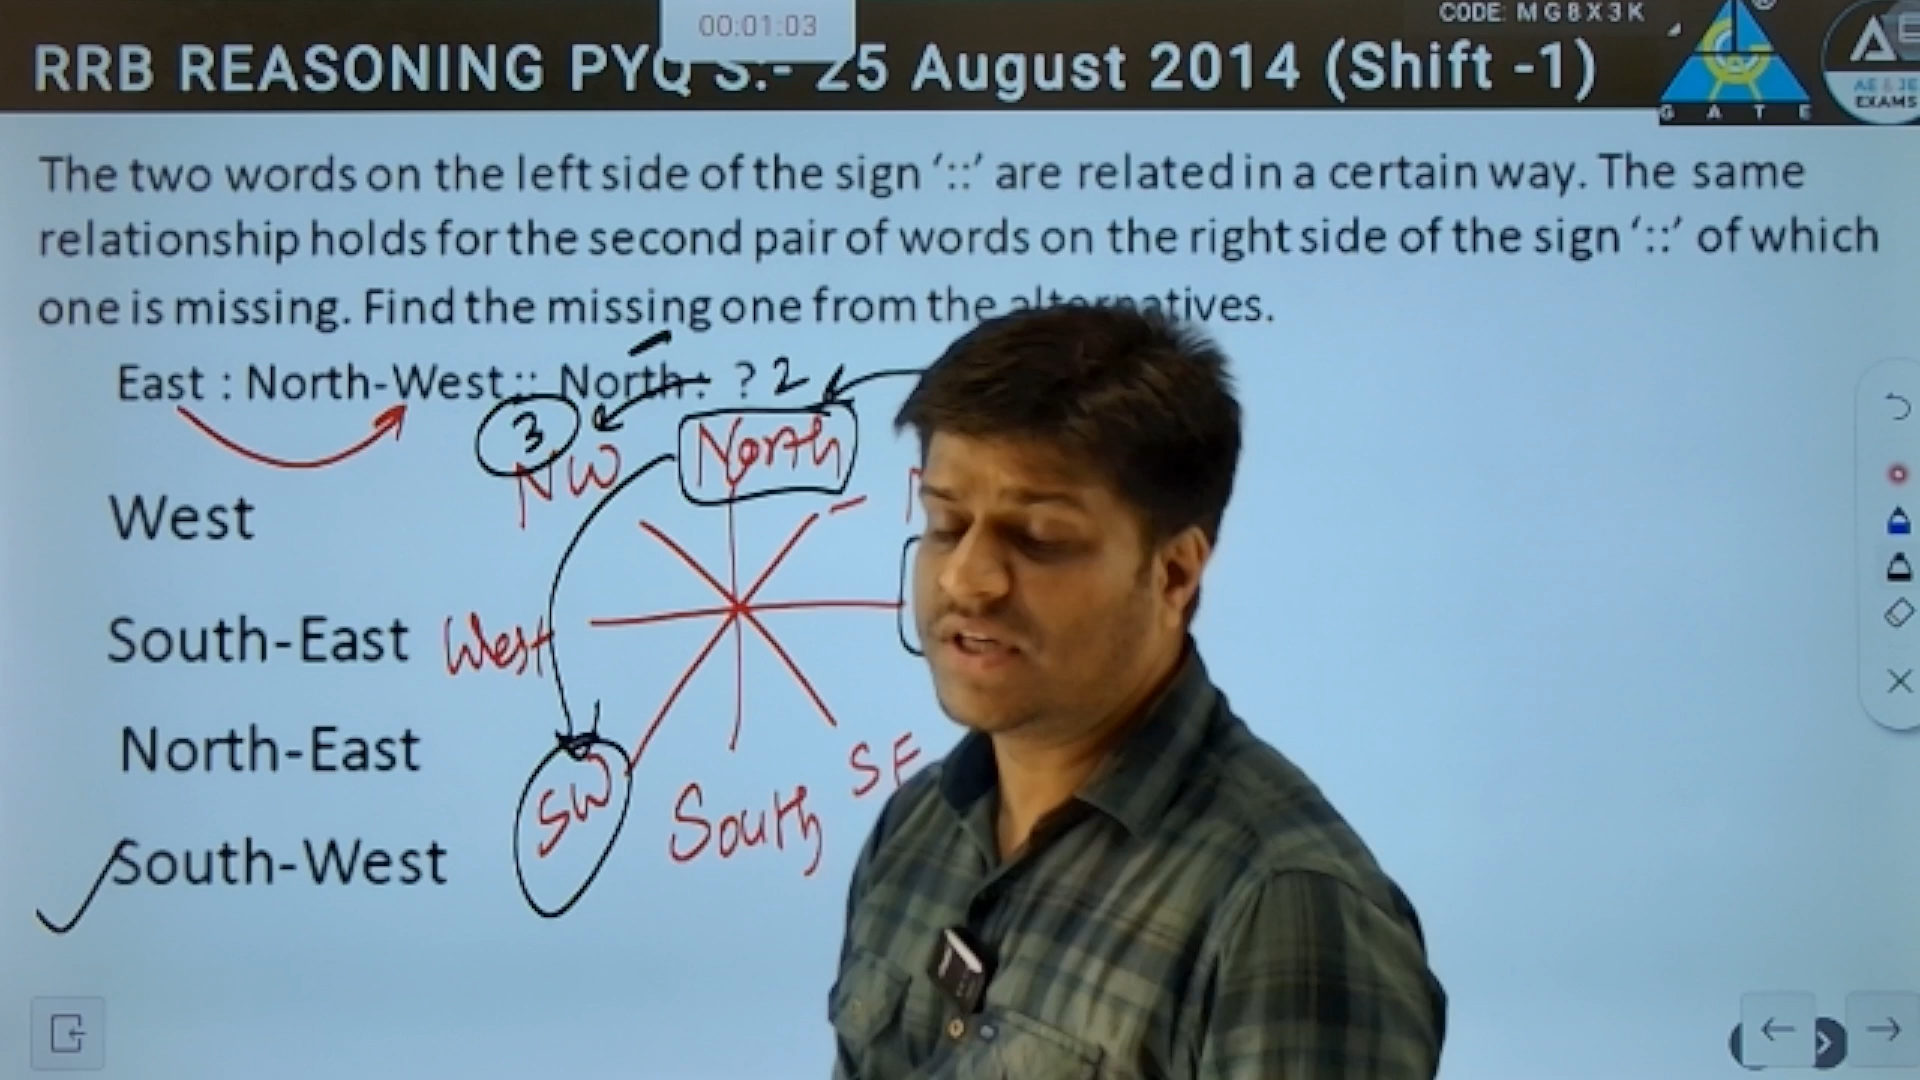 00:01:03
CODE: MG8X3K
RRB REASONING PYQ S:- 25 August 2014 (Shift -1)
GATE
AE & JE
EXAMS
The two words on the left side of the sign ‘::’ are related in a certain way. The same
relationship holds for the second pair of words on the right side of the sign ‘::’ of which
one is missing. Find the missing one from the alternatives.
East : North-West :: North : ? 2
3
NW North
West
South-East West
North-East SE
SW South
South-West